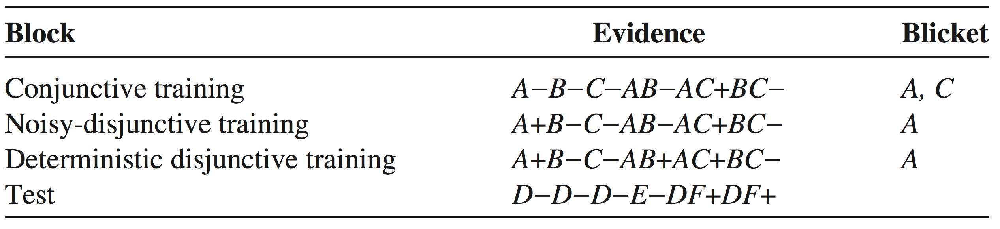 Block Evidence Blicket
Conjunctive training A−B−C−AB−AC+BC− A, C
Noisy-disjunctive training A+B−C−AB−AC+BC− A
Deterministic disjunctive training A+B−C−AB+AC+BC− A
Test D−D−D−E−DF+DF+